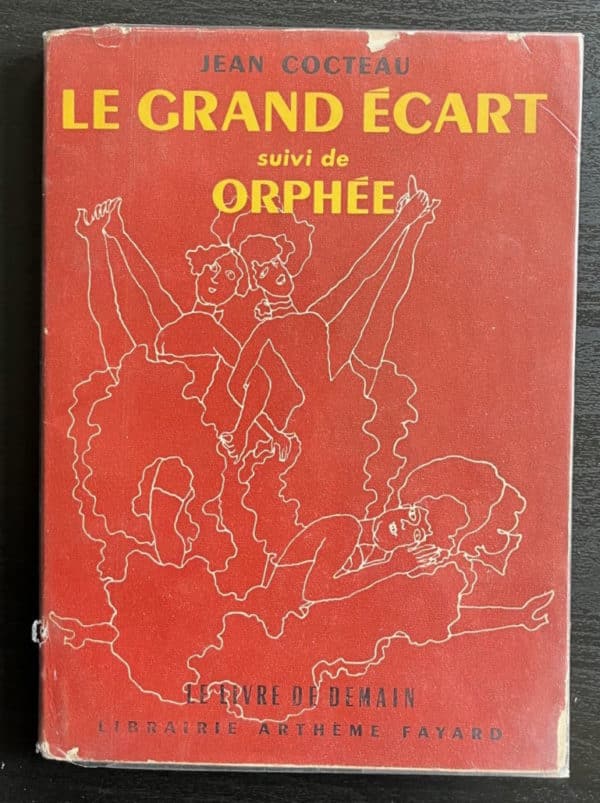 JEAN COCTEAU
LE GRAND ÉCART
suivi de
ORPHÉE
LE LIVRE DE DEMAIN
LIBRAIRIE ARTHÈME FAYARD